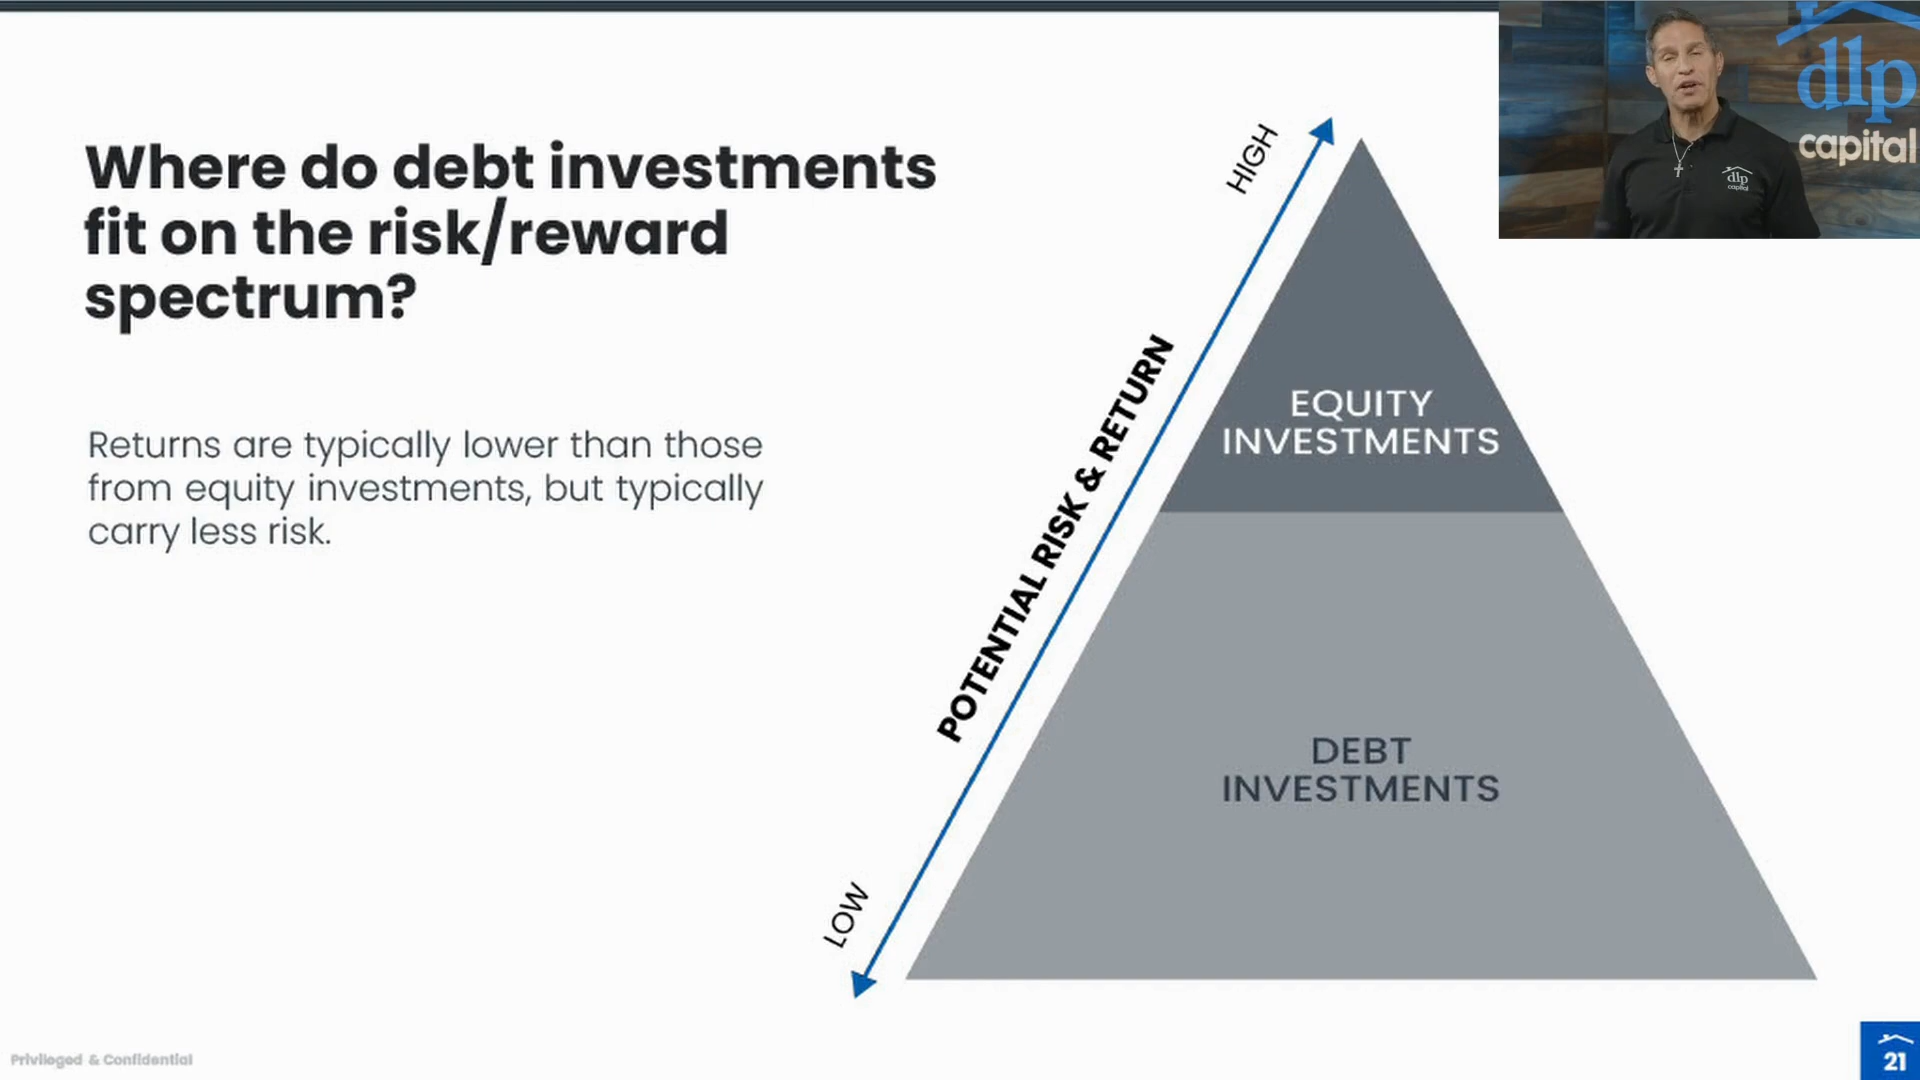 Where do debt investments
fit on the risk/reward
spectrum?
Returns are typically lower than those
from equity investments, but typically
carry less risk.
HIGH
POTENTIAL RISK & RETURN
LOW
EQUITY
INVESTMENTS
DEBT
INVESTMENTS
dlp
capital
dlp
capital
Privileged & Confidential
21